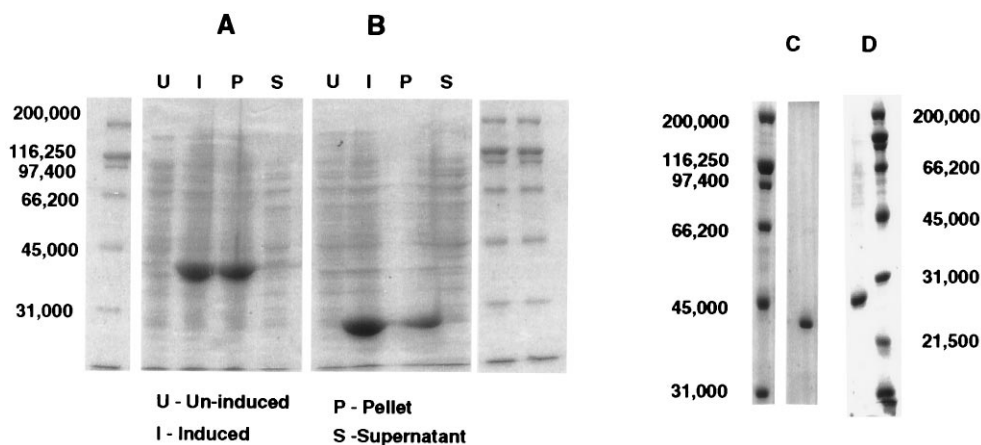 A
B
U I P S
U I P S
200,000
116,250
97,400
66,200
45,000
31,000
U - Un-induced
I - Induced
P - Pellet
S -Supernatant
C
D
200,000
116,250
97,400
66,200
45,000
31,000
200,000
66,200
45,000
31,000
21,500